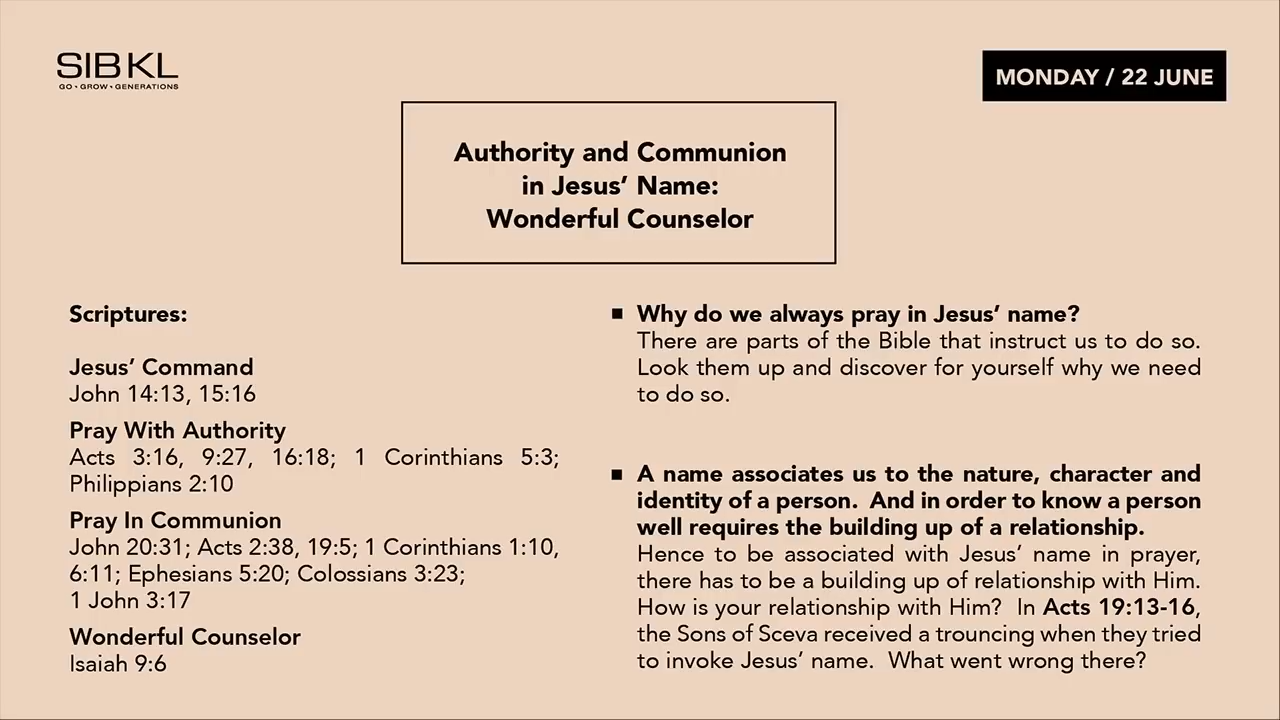 SIBKL
GO • GROW • GENERATIONS
MONDAY / 22 JUNE
Authority and Communion
in Jesus’ Name:
Wonderful Counselor
Scriptures:
Jesus’ Command
John 14:13, 15:16
Pray With Authority
Acts 3:16, 9:27, 16:18; 1 Corinthians 5:3;
Philippians 2:10
Pray In Communion
John 20:31; Acts 2:38, 19:5; 1 Corinthians 1:10,
6:11; Ephesians 5:20; Colossians 3:23;
1 John 3:17
Wonderful Counselor
Isaiah 9:6
■ Why do we always pray in Jesus’ name?
There are parts of the Bible that instruct us to do so.
Look them up and discover for yourself why we need
to do so.
■ A name associates us to the nature, character and
identity of a person. And in order to know a person
well requires the building up of a relationship.
Hence to be associated with Jesus’ name in prayer,
there has to be a building up of relationship with Him.
How is your relationship with Him? In Acts 19:13-16,
the Sons of Sceva received a trouncing when they tried
to invoke Jesus’ name. What went wrong there?